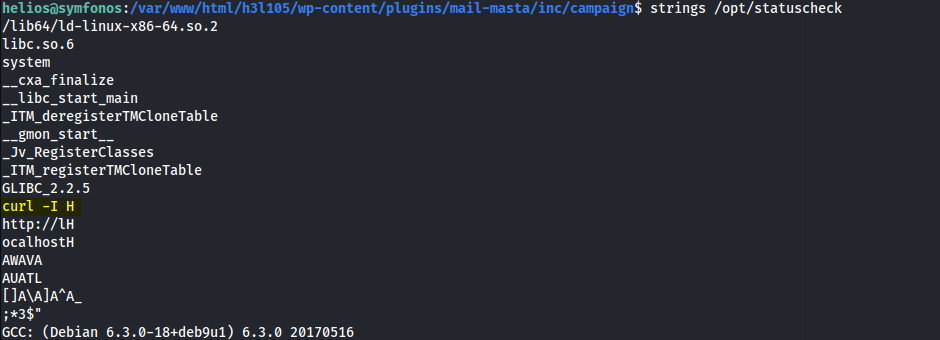 helios@symfonos:/var/www/html/h3l105/wp-content/plugins/mail-masta/inc/campaign$ strings /opt/statuscheck
/lib64/ld-linux-x86-64.so.2
libc.so.6
system
__cxa_finalize
__libc_start_main
_ITM_deregisterTMCloneTable
__gmon_start__
_Jv_RegisterClasses
_ITM_registerTMCloneTable
GLIBC_2.2.5
curl -I H
http://lH
ocalhostH
AWAVA
AUATL
[]A\A]A^A_
;*3$"
GCC: (Debian 6.3.0-18+deb9u1) 6.3.0 20170516